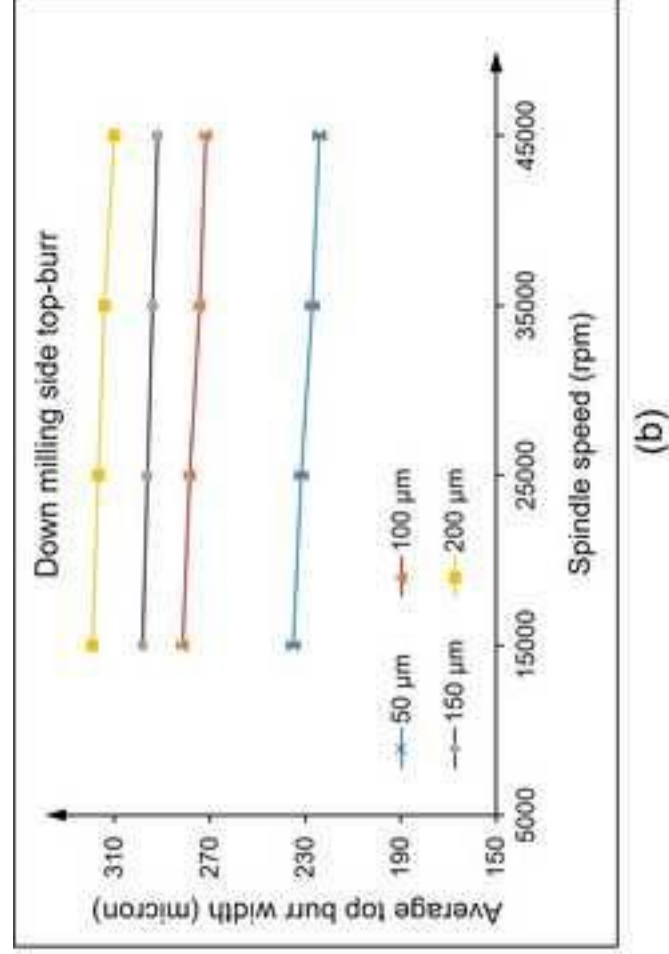 Down milling side top-burr
Average top burr width (micron)
310
270
230
190
150
5000
15000
25000
35000
45000
Spindle speed (rpm)
50 µm
100 µm
150 µm
200 µm
(b)